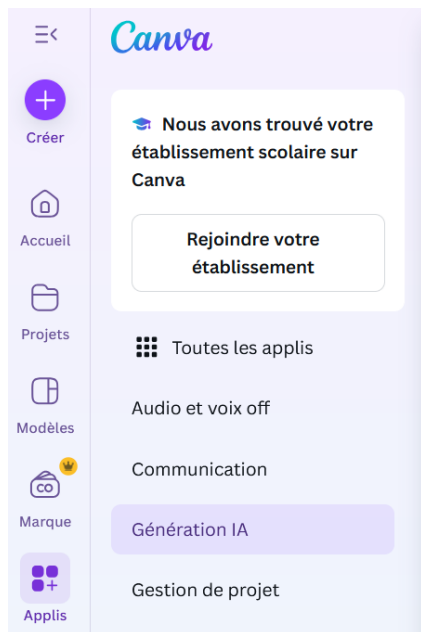 Canva
Créer
Accueil
Projets
Modèles
CO
Marque
Applis
Nous avons trouvé votre
établissement scolaire sur
Canva
Rejoindre votre
établissement
Toutes les applis
Audio et voix off
Communication
Génération IA
Gestion de projet